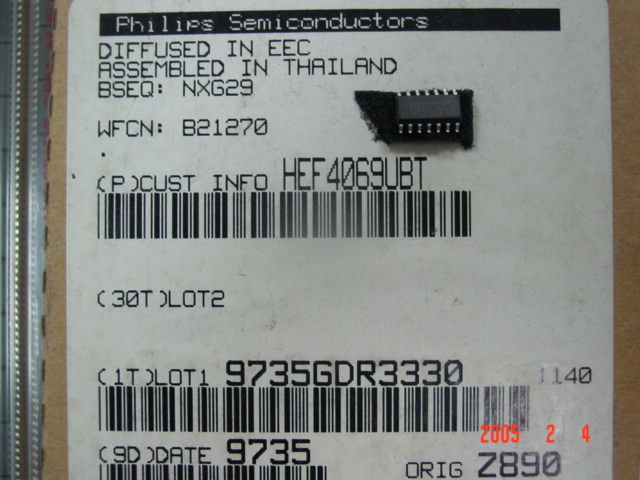 Philips Semiconductors
DIFFUSED IN EEC
ASSEMBLED IN THAILAND
BSEQ: NXG29
WFCN: B21270
(P)CUST INFO HEF4069UBT
(30T)LOT2
(1T)LOT1 9735GDR3330 1140
2005 2 4
(9D)DATE 9735
ORIG Z890